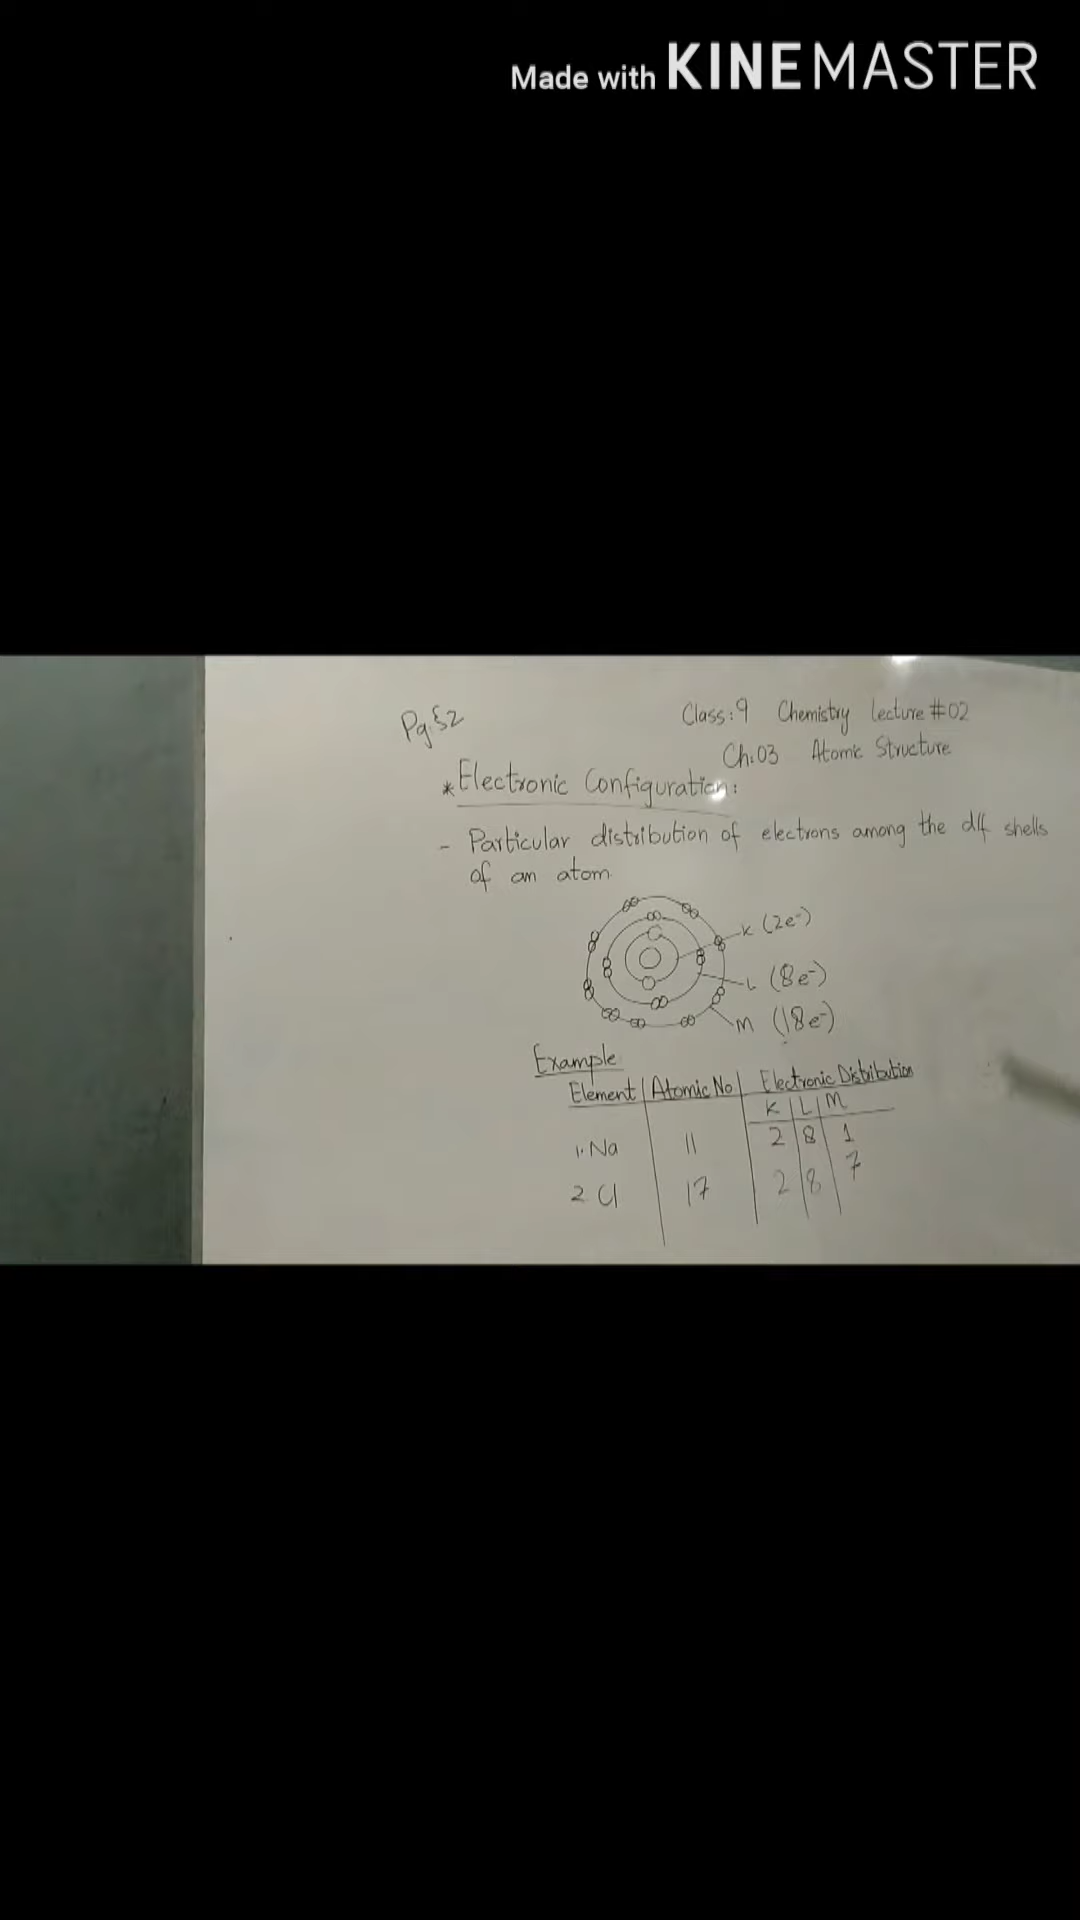 Made with KINEMASTER
Pg:52
Class:9 Chemistry Lecture #02
Ch:03 Atomic Structure
* Electronic Configuration:
- Particular distribution of electrons among the diff shells
of an atom.
K (2e⁻)
L (8e⁻)
M (18e⁻)
Example
Element Atomic No Electronic Distribution
K L M
1. Na 11 2 8 1
2 Cl 17 2 8 7